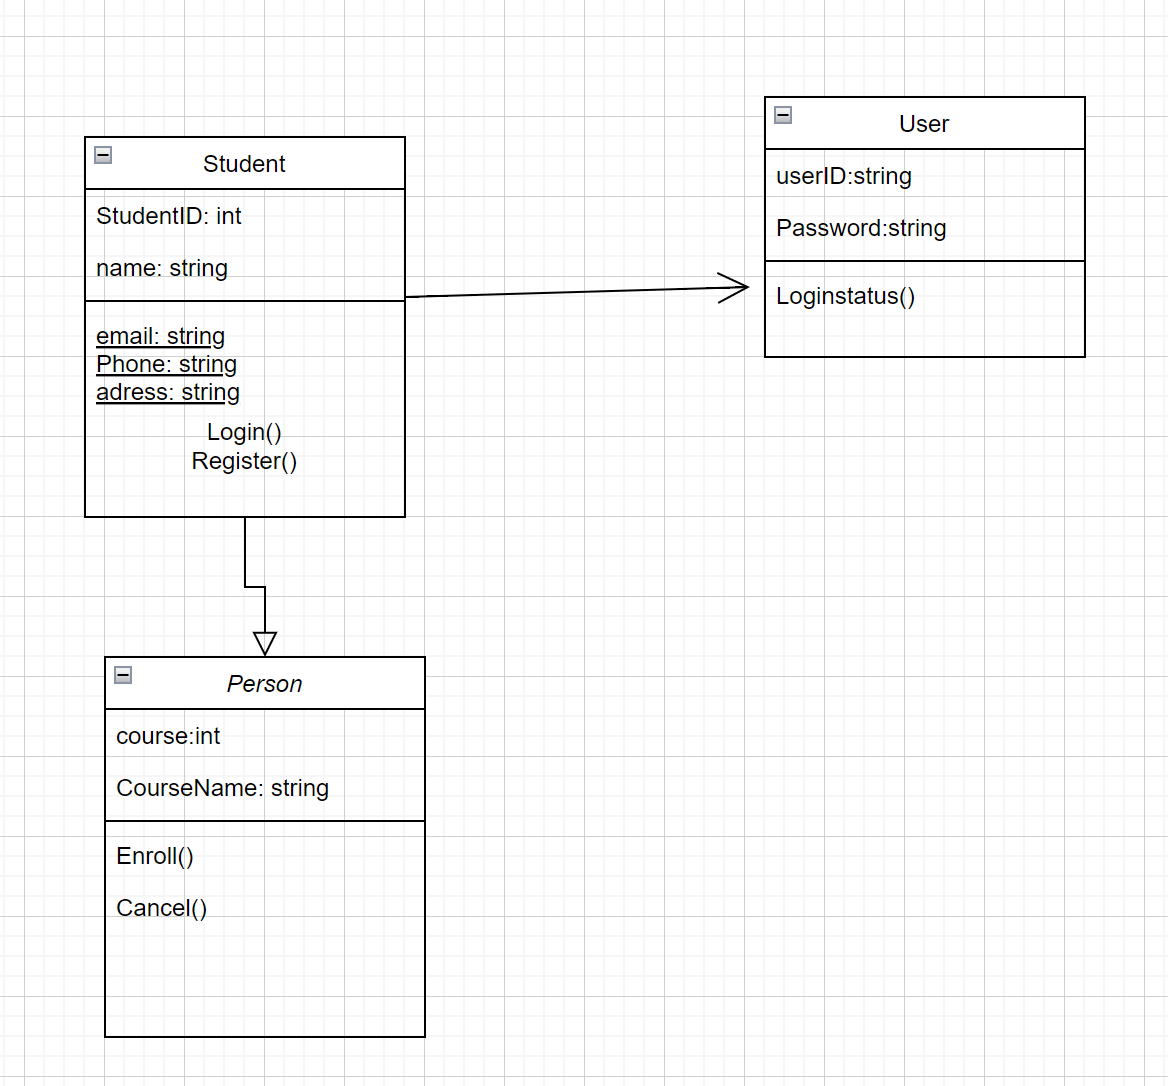 Student
StudentID: int
name: string
email: string
Phone: string
adress: string
Login()
Register()
User
userID:string
Password:string
Loginstatus()
Person
course:int
CourseName: string
Enroll()
Cancel()